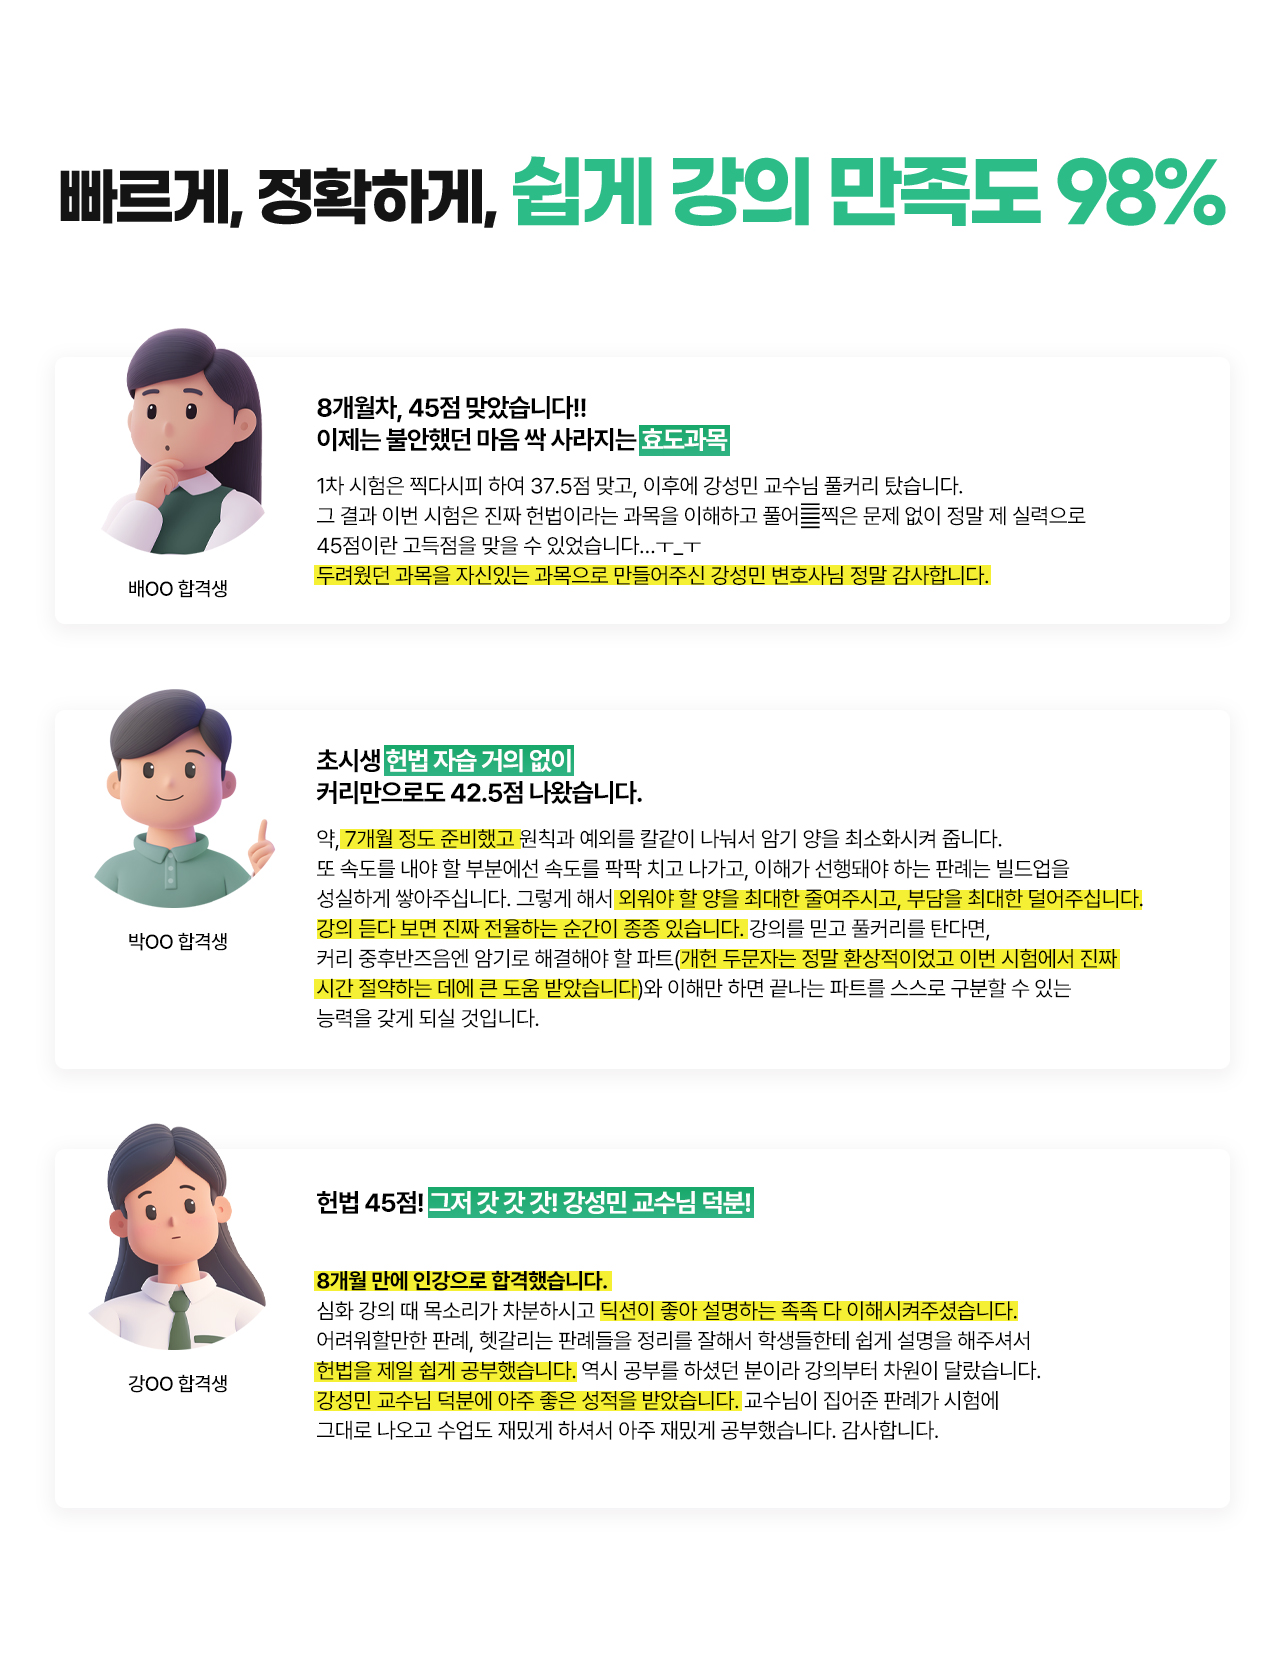 빠르게, 정확하게, 쉽게 강의 만족도 98%
8개월차, 45점 맞았습니다!!
이제는 불안했던 마음 싹 사라지는 효도과목
1차 시험은 찍다시피 하여 37.5점 맞고, 이후에 강성민 교수님 풀커리 탔습니다.
그 결과 이번 시험은 진짜 헌법이라는 과목을 이해하고 풀어䷀찍은 문제 없이 정말 제 실력으로
45점이란 고득점을 맞을 수 있었습니다...ㅜ_ㅜ
두려웠던 과목을 자신있는 과목으로 만들어주신 강성민 변호사님 정말 감사합니다.
배OO 합격생
초시생 헌법 자습 거의 없이
커리만으로도 42.5점 나왔습니다.
약, 7개월 정도 준비했고 원칙과 예외를 칼같이 나눠서 암기 양을 최소화시켜 줍니다.
또 속도를 내야 할 부분에선 속도를 팍팍 치고 나가고, 이해가 선행돼야 하는 판례는 빌드업을
성실하게 쌓아주십니다. 그렇게 해서 외워야 할 양을 최대한 줄여주시고, 부담을 최대한 덜어주십니다.
강의 듣다 보면 진짜 전율하는 순간이 종종 있습니다. 강의를 믿고 풀커리를 탄다면,
커리 중후반즈음엔 암기로 해결해야 할 파트(개헌 두문자는 정말 환상적이었고 이번 시험에서 진짜
시간 절약하는 데에 큰 도움 받았습니다)와 이해만 하면 끝나는 파트를 스스로 구분할 수 있는
능력을 갖게 되실 것입니다.
박OO 합격생
헌법 45점! 그저 갓 갓 갓! 강성민 교수님 덕분!
8개월 만에 인강으로 합격했습니다.
심화 강의 때 목소리가 차분하시고 딕션이 좋아 설명하는 족족 다 이해시켜주셨습니다.
어려워할만한 판례, 헷갈리는 판례들을 정리를 잘해서 학생들한테 쉽게 설명을 해주셔서
헌법을 제일 쉽게 공부했습니다. 역시 공부를 하셨던 분이라 강의부터 차원이 달랐습니다.
강성민 교수님 덕분에 아주 좋은 성적을 받았습니다. 교수님이 집어준 판례가 시험에
그대로 나오고 수업도 재밌게 하셔서 아주 재밌게 공부했습니다. 감사합니다.
강OO 합격생